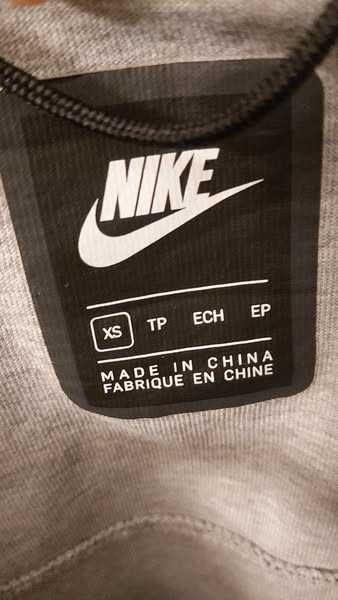 NIKE
XS TP ECH EP
MADE IN CHINA
FABRIQUE EN CHINE